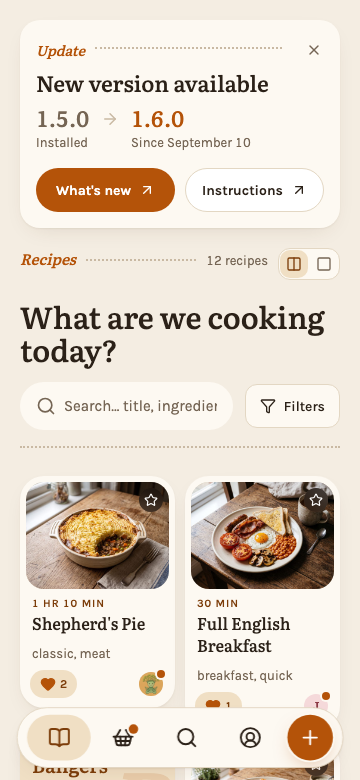 Update
New version available
1.5.0 → 1.6.0
Installed Since September 10
What's new Instructions
Recipes 12 recipes
What are we cooking
today?
Search... title, ingredien Filters
1 HR 10 MIN
Shepherd's Pie
classic, meat
2
30 MIN
Full English
Breakfast
breakfast, quick
1
Bangers